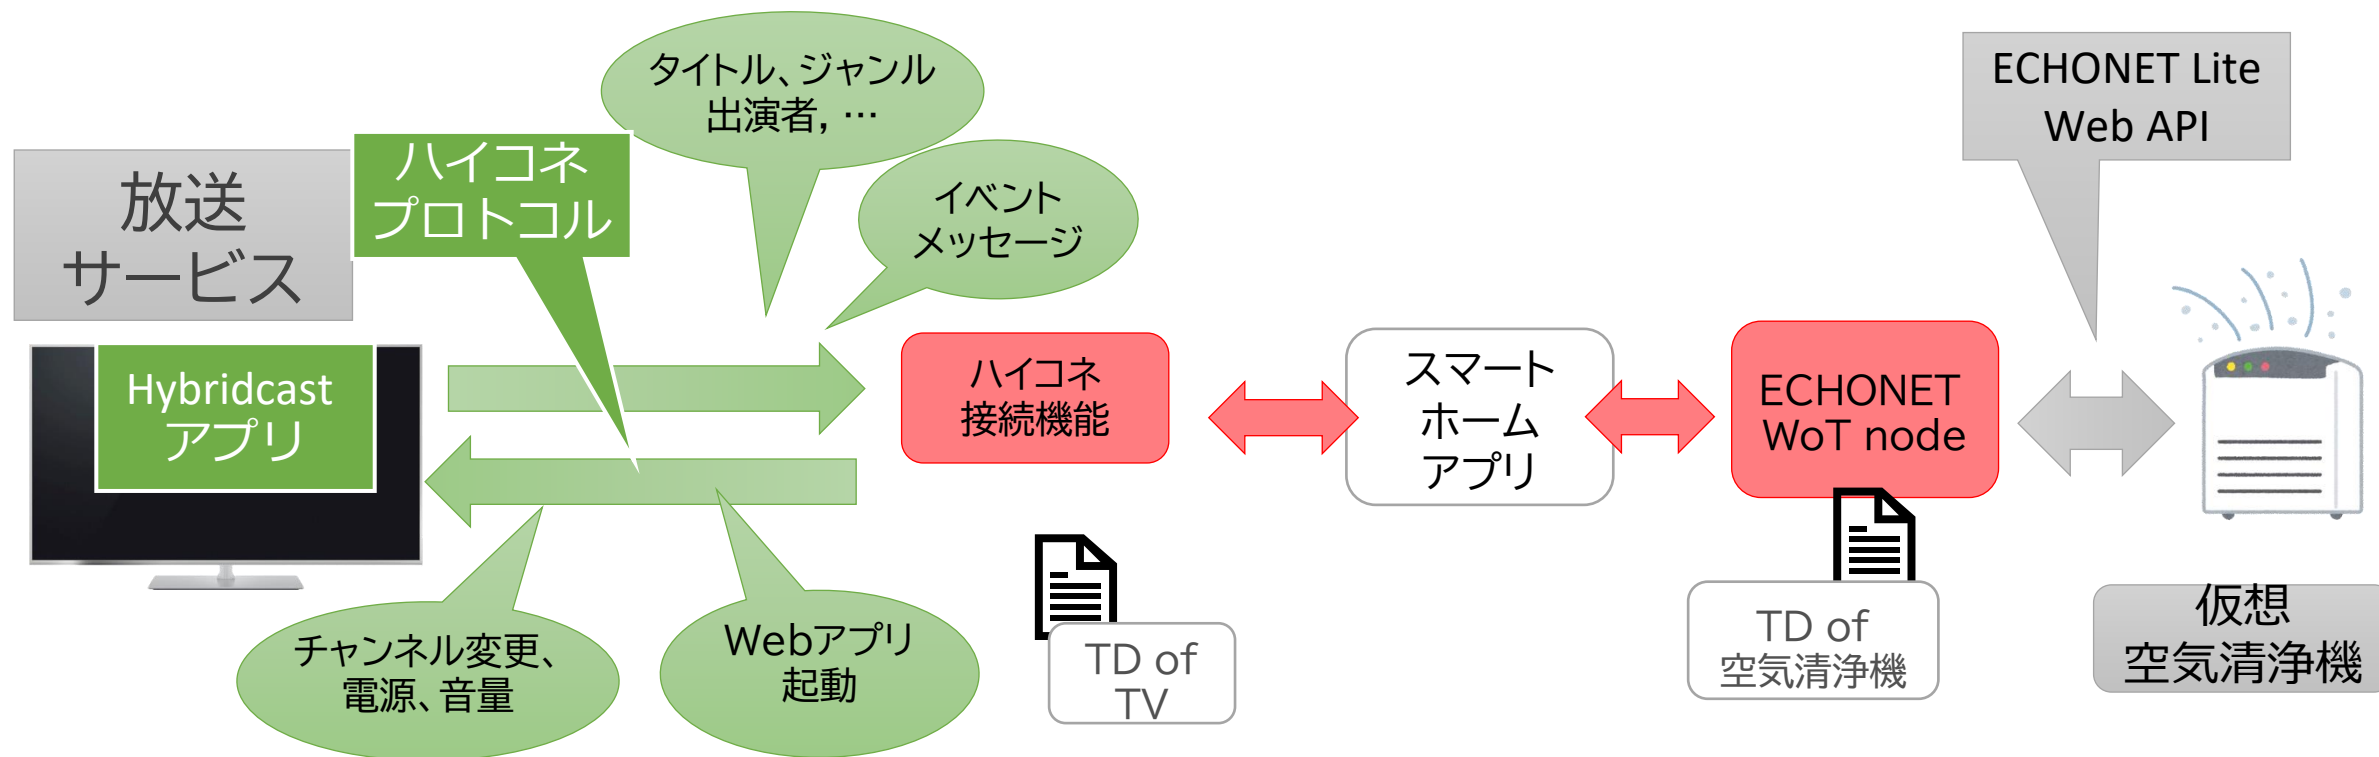 放送
サービス
ハイコネ
プロトコル
タイトル、ジャンル
出演者, …
イベント
メッセージ
Hybridcast
アプリ
チャンネル変更、
電源、音量
Webアプリ
起動
ハイコネ
接続機能
TD of
TV
スマート
ホーム
アプリ
ECHONET
WoT node
TD of
空気清浄機
ECHONET Lite
Web API
仮想
空気清浄機